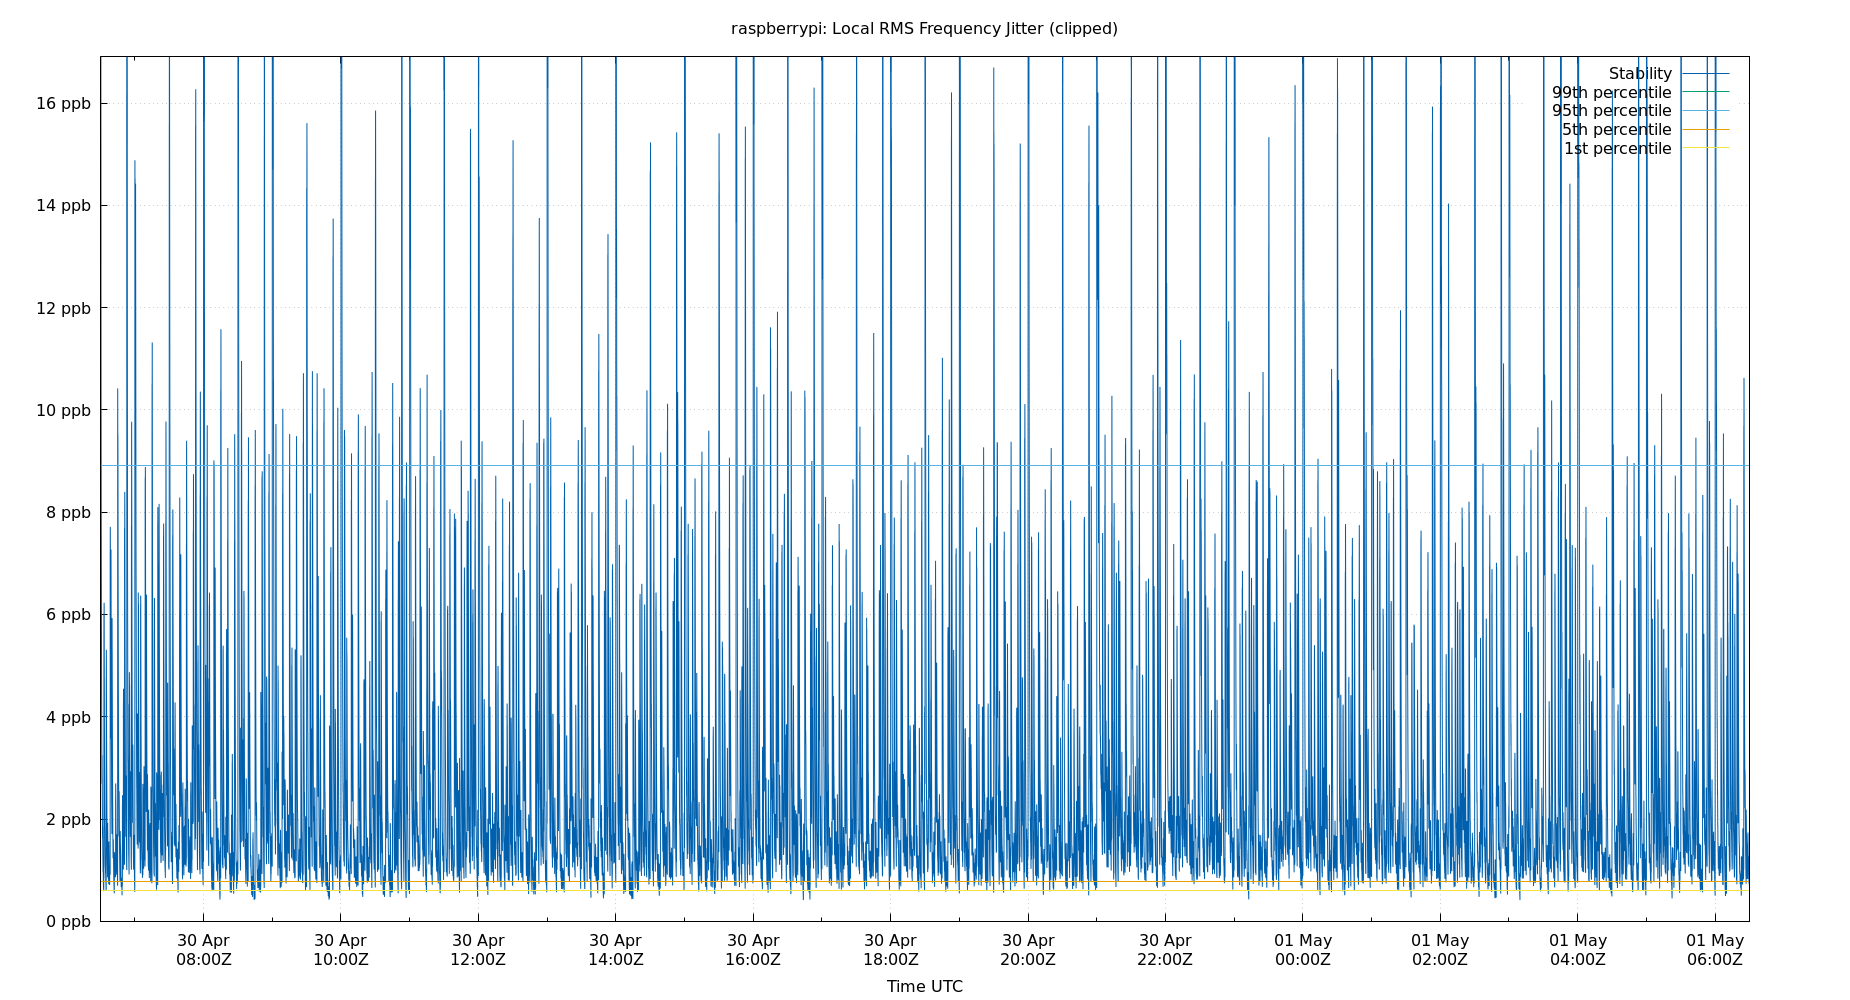 raspberrypi: Local RMS Frequency Jitter (clipped)
Stability
99th percentile
95th percentile
5th percentile
1st percentile
16 ppb
14 ppb
12 ppb
10 ppb
8 ppb
6 ppb
4 ppb
2 ppb
0 ppb
30 Apr 30 Apr 30 Apr 30 Apr 30 Apr 30 Apr 30 Apr 30 Apr 01 May 01 May 01 May 01 May
08:00Z 10:00Z 12:00Z 14:00Z 16:00Z 18:00Z 20:00Z 22:00Z 00:00Z 02:00Z 04:00Z 06:00Z
Time UTC